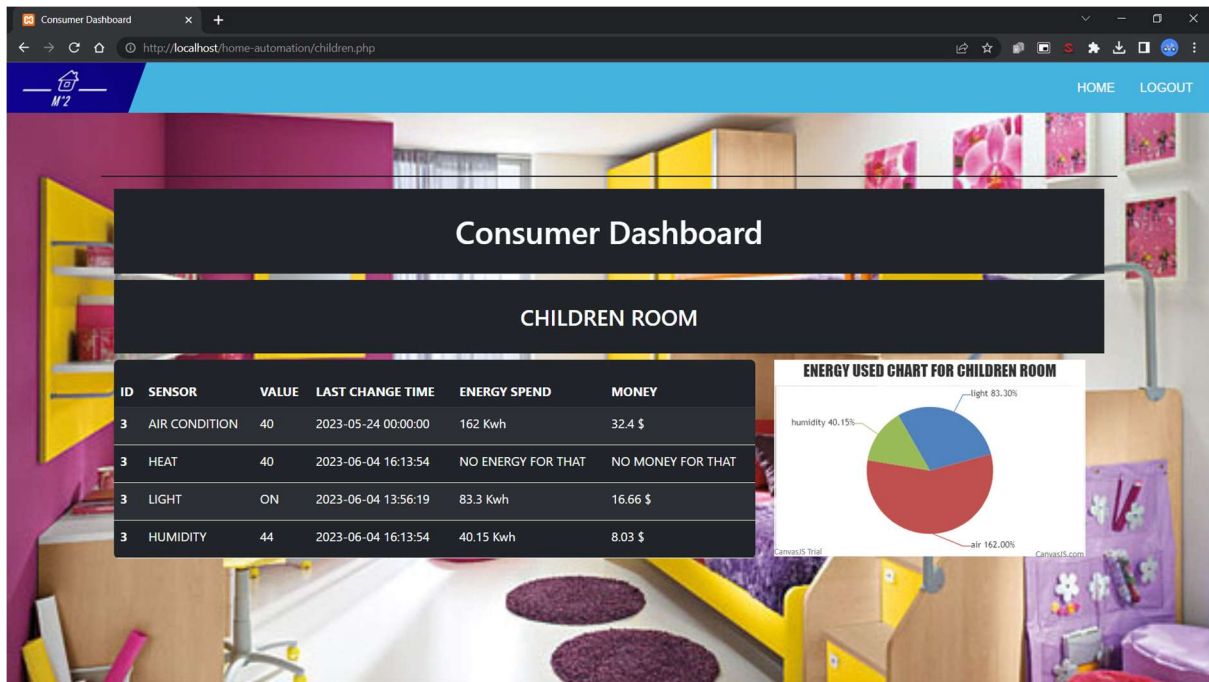 Consumer Dashboard
http://localhost/home-automation/children.php
M^2
HOME LOGOUT
Consumer Dashboard
CHILDREN ROOM
ID SENSOR VALUE LAST CHANGE TIME ENERGY SPEND MONEY
3 AIR CONDITION 40 2023-05-24 00:00:00 162 Kwh 32.4 $
3 HEAT 40 2023-06-04 16:13:54 NO ENERGY FOR THAT NO MONEY FOR THAT
3 LIGHT ON 2023-06-04 13:56:19 83.3 Kwh 16.66 $
3 HUMIDITY 44 2023-06-04 16:13:54 40.15 Kwh 8.03 $
ENERGY USED CHART FOR CHILDREN ROOM
light 83.30%
humidity 40.15%
air 162.00%
CanvasJS Trial CanvasJS.com